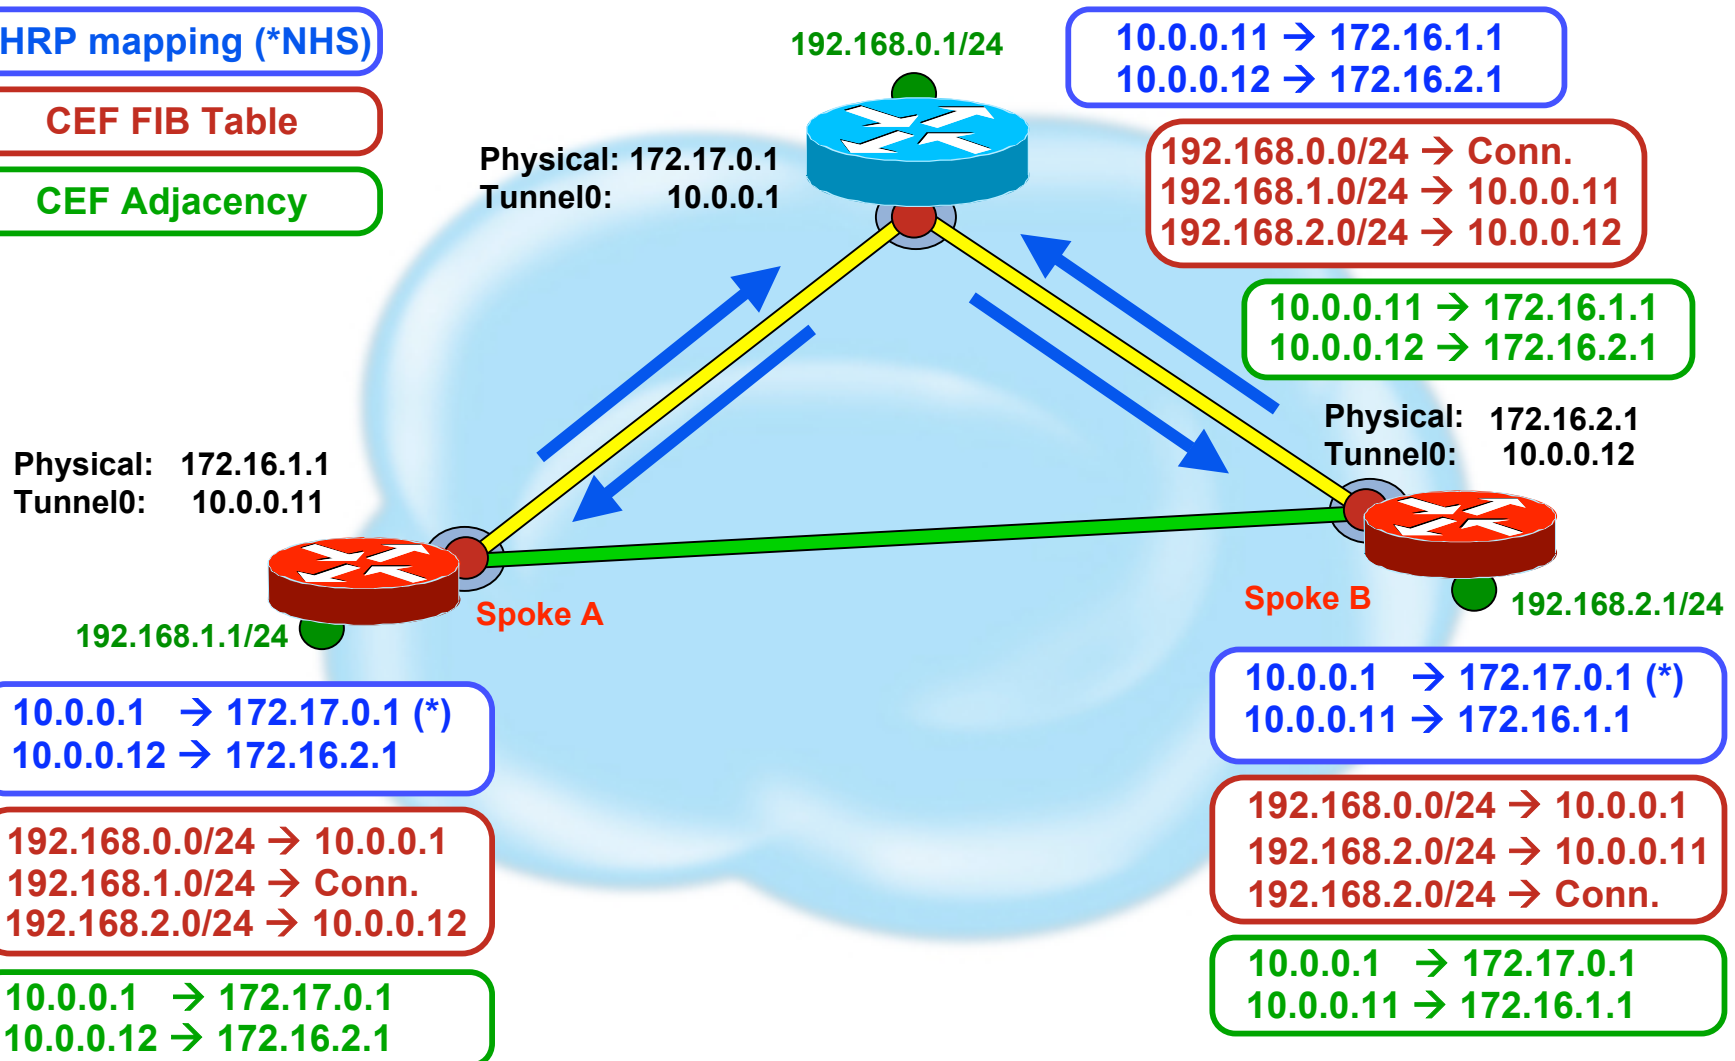 HRP mapping (*NHS)
CEF FIB Table
CEF Adjacency
192.168.0.1/24
10.0.0.11 → 172.16.1.1
10.0.0.12 → 172.16.2.1
Physical: 172.17.0.1
Tunnel0: 10.0.0.1
192.168.0.0/24 → Conn.
192.168.1.0/24 → 10.0.0.11
192.168.2.0/24 → 10.0.0.12
10.0.0.11 → 172.16.1.1
10.0.0.12 → 172.16.2.1
Physical: 172.16.2.1
Tunnel0: 10.0.0.12
Physical: 172.16.1.1
Tunnel0: 10.0.0.11
Spoke A
Spoke B
192.168.1.1/24
192.168.2.1/24
10.0.0.1 → 172.17.0.1 (*)
10.0.0.12 → 172.16.2.1
192.168.0.0/24 → 10.0.0.1
192.168.1.0/24 → Conn.
192.168.2.0/24 → 10.0.0.12
10.0.0.1 → 172.17.0.1
10.0.0.12 → 172.16.2.1
10.0.0.1 → 172.17.0.1 (*)
10.0.0.11 → 172.16.1.1
192.168.0.0/24 → 10.0.0.1
192.168.2.0/24 → 10.0.0.11
192.168.2.0/24 → Conn.
10.0.0.1 → 172.17.0.1
10.0.0.11 → 172.16.1.1